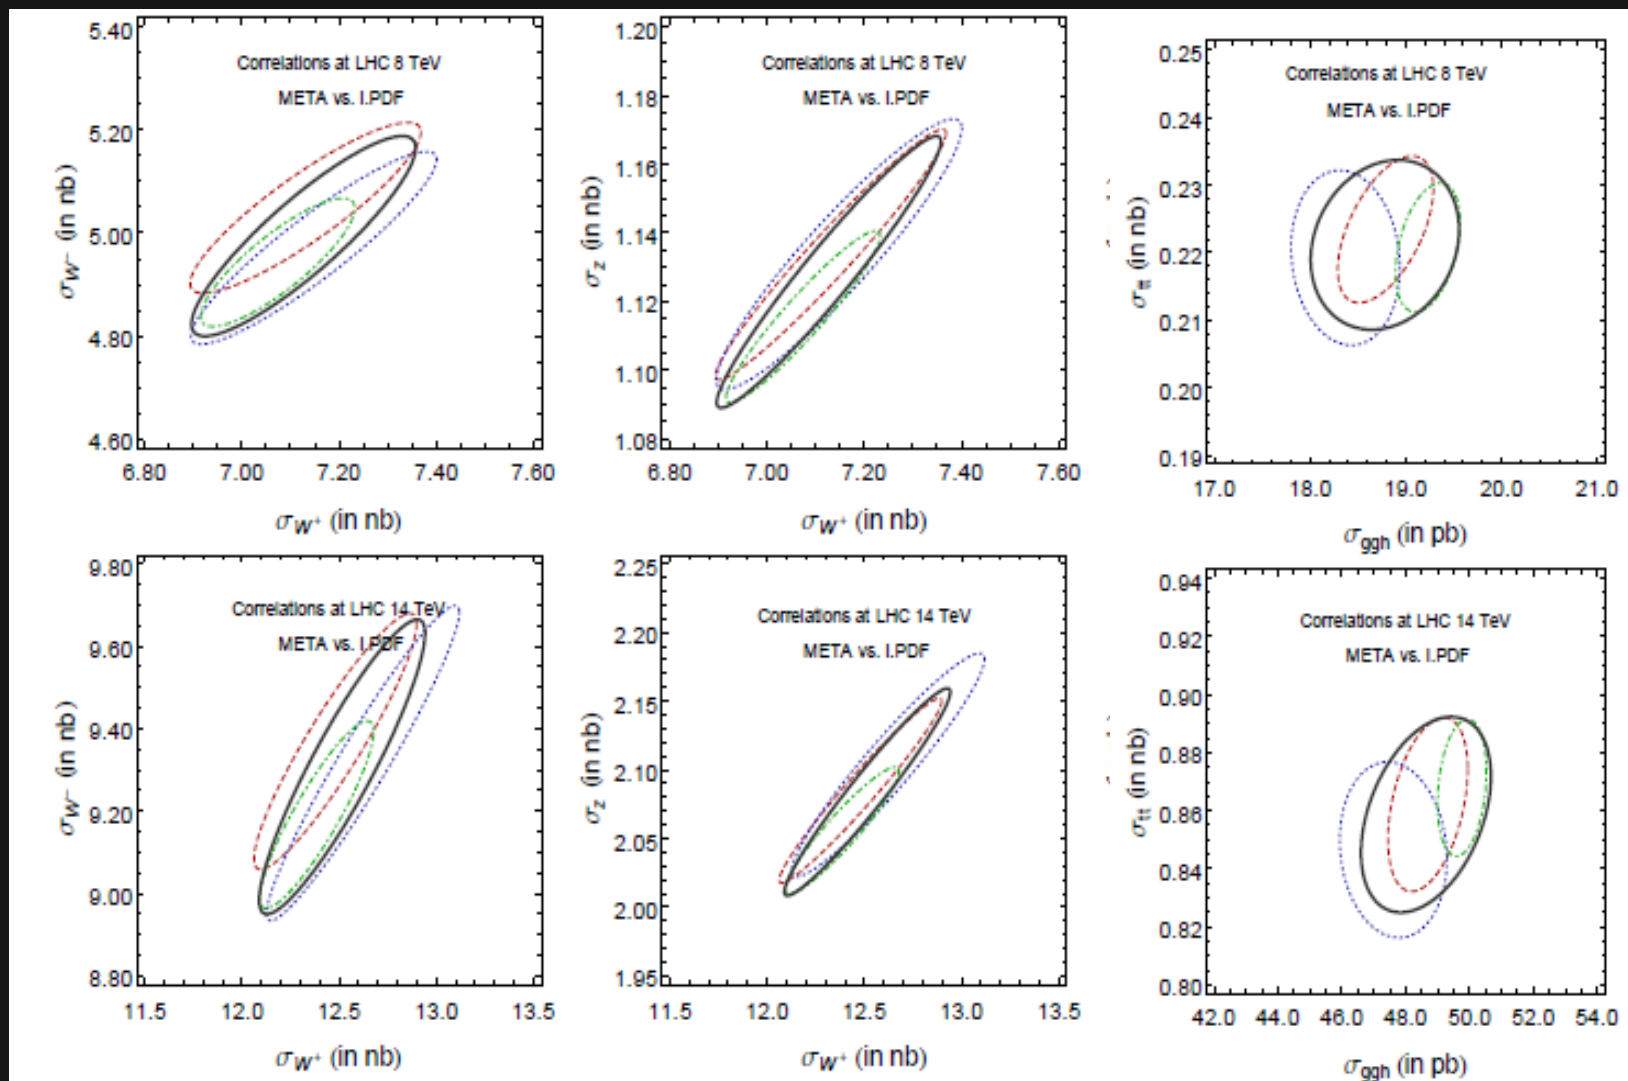 5.40
5.20
5.00
4.80
4.60
σW⁻ (in nb)
Correlations at LHC 8 TeV
META vs. I.PDF
6.80 7.00 7.20 7.40 7.60
σW⁺ (in nb)
1.20
1.18
1.16
1.14
1.12
1.10
1.08
σz (in nb)
Correlations at LHC 8 TeV
META vs. I.PDF
6.80 7.00 7.20 7.40 7.60
σW⁺ (in nb)
0.25
0.24
0.23
0.22
0.21
0.20
0.19
σtt (in nb)
Correlations at LHC 8 TeV
META vs. I.PDF
17.0 18.0 19.0 20.0 21.0
σggh (in pb)
9.80
9.60
9.40
9.20
9.00
8.80
σW⁻ (in nb)
Correlations at LHC 14 TeV
META vs. I.PDF
11.5 12.0 12.5 13.0 13.5
σW⁺ (in nb)
2.25
2.20
2.15
2.10
2.05
2.00
1.95
σz (in nb)
Correlations at LHC 14 TeV
META vs. I.PDF
11.5 12.0 12.5 13.0 13.5
σW⁺ (in nb)
0.94
0.92
0.90
0.88
0.86
0.84
0.82
0.80
σtt (in nb)
Correlations at LHC 14 TeV
META vs. I.PDF
42.0 44.0 46.0 48.0 50.0 52.0 54.0
σggh (in pb)